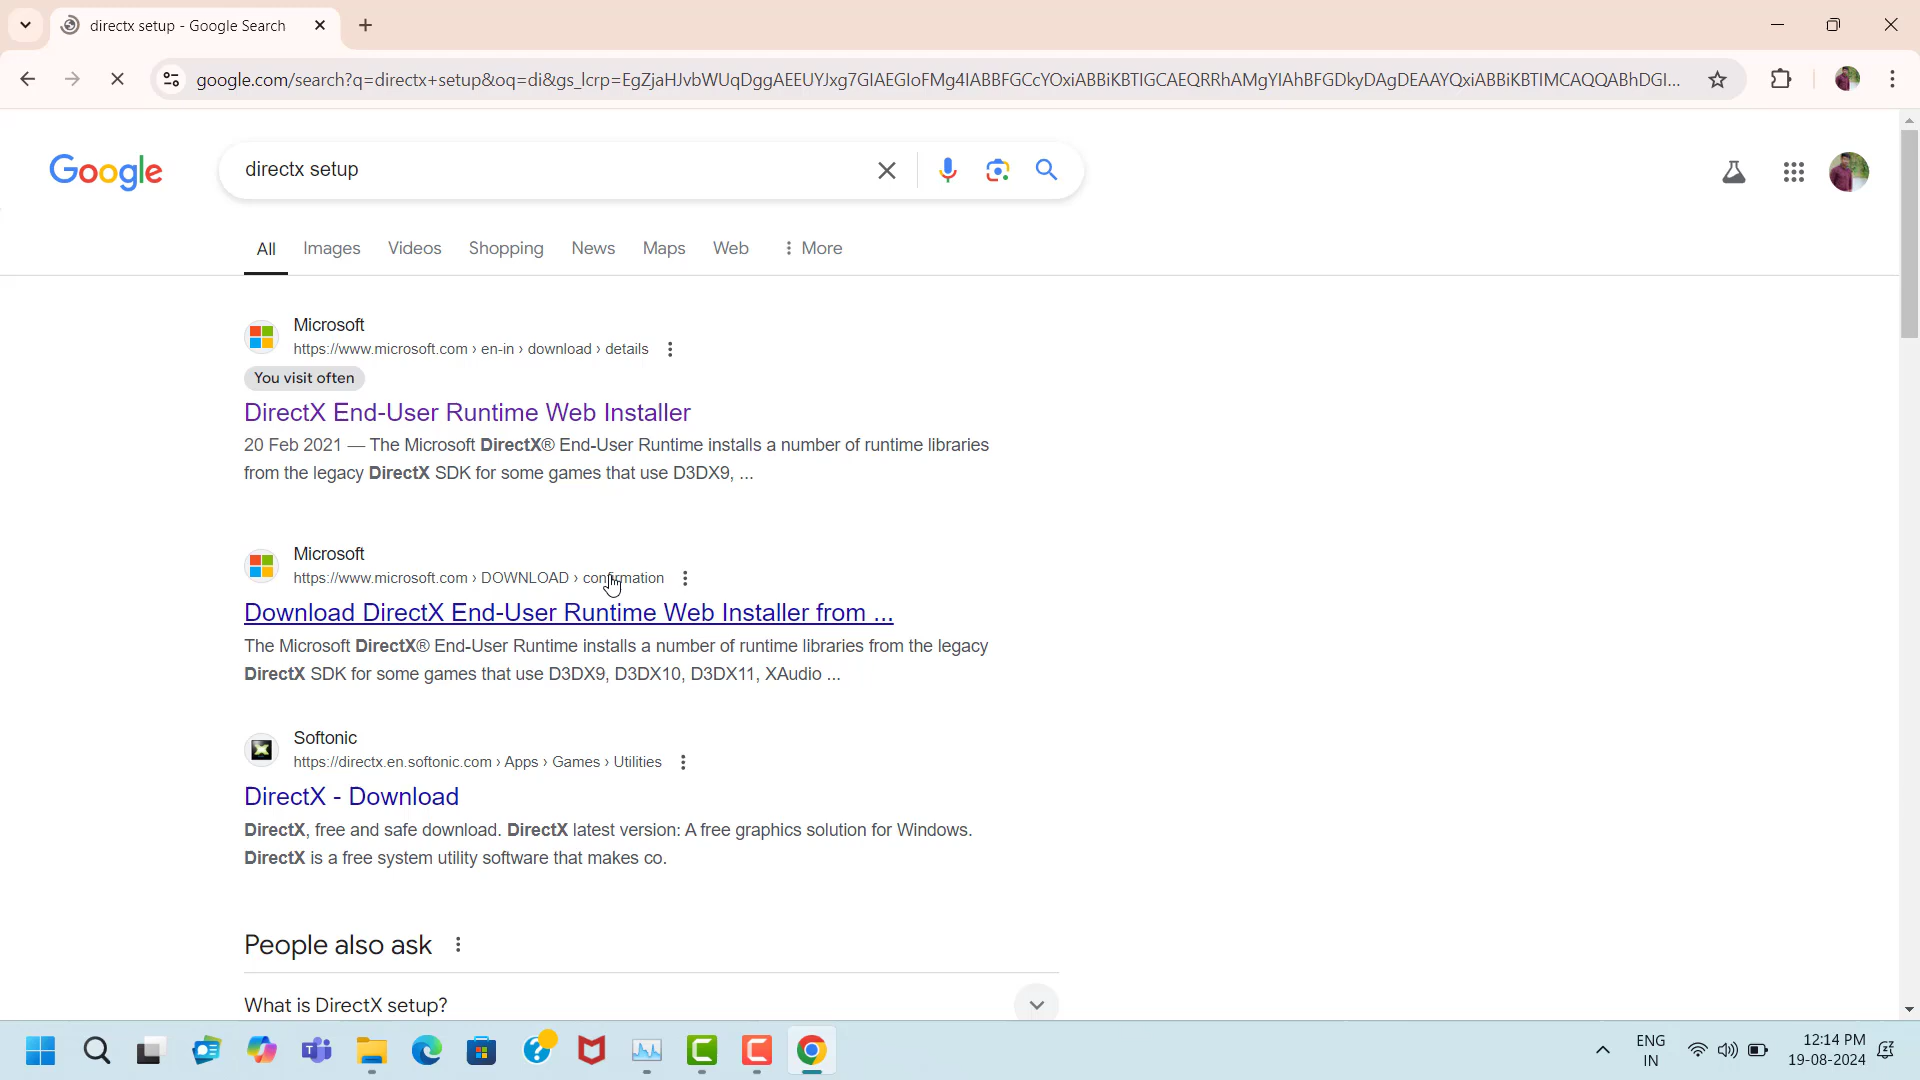 directx setup - Google Search
google.com/search?q=directx+setup&oq=di&gs_lcrp=EgZjaHJvbWUqDggAEEUYJxg7GIAEGIoFMg4IABBFGCcYOxiABBiKBTIGCAEQRRhAMgYIAhBFGDkyDAgDEAAYQxiABBiKBTIMCAQQABhDGI...
Google
directx setup
All Images Videos Shopping News Maps Web More
Microsoft
https://www.microsoft.com › en-in › download › details
You visit often
DirectX End-User Runtime Web Installer
20 Feb 2021 — The Microsoft DirectX® End-User Runtime installs a number of runtime libraries
from the legacy DirectX SDK for some games that use D3DX9, ...
Microsoft
https://www.microsoft.com › DOWNLOAD › confirmation
Download DirectX End-User Runtime Web Installer from ...
The Microsoft DirectX® End-User Runtime installs a number of runtime libraries from the legacy
DirectX SDK for some games that use D3DX9, D3DX10, D3DX11, XAudio ...
Softonic
https://directx.en.softonic.com › Apps › Games › Utilities
DirectX - Download
DirectX, free and safe download. DirectX latest version: A free graphics solution for Windows.
DirectX is a free system utility software that makes co.
People also ask
What is DirectX setup?
ENG
IN
12:14 PM
19-08-2024